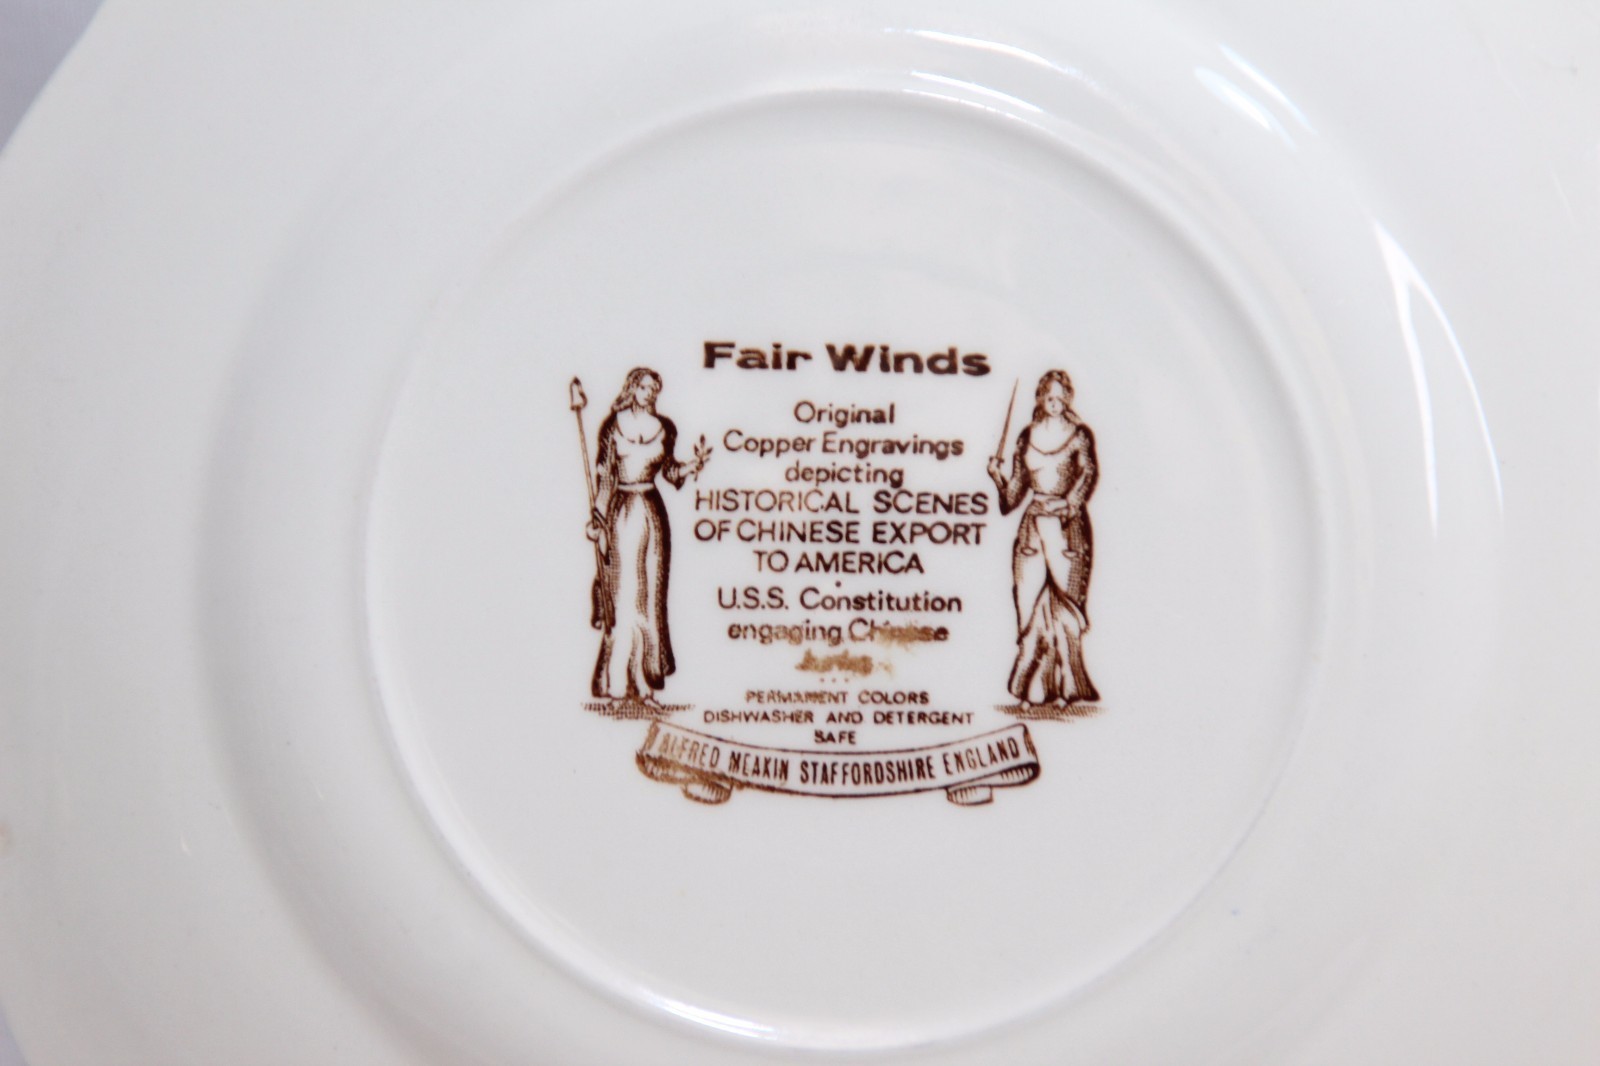 Fair Winds
Original
Copper Engravings
depicting
HISTORICAL SCENES
OF CHINESE EXPORT
TO AMERICA
U.S.S. Constitution
engaging Chinese
Junks
...
PERMANENT COLORS
DISHWASHER AND DETERGENT
SAFE
ALFRED MEAKIN STAFFORDSHIRE ENGLAND